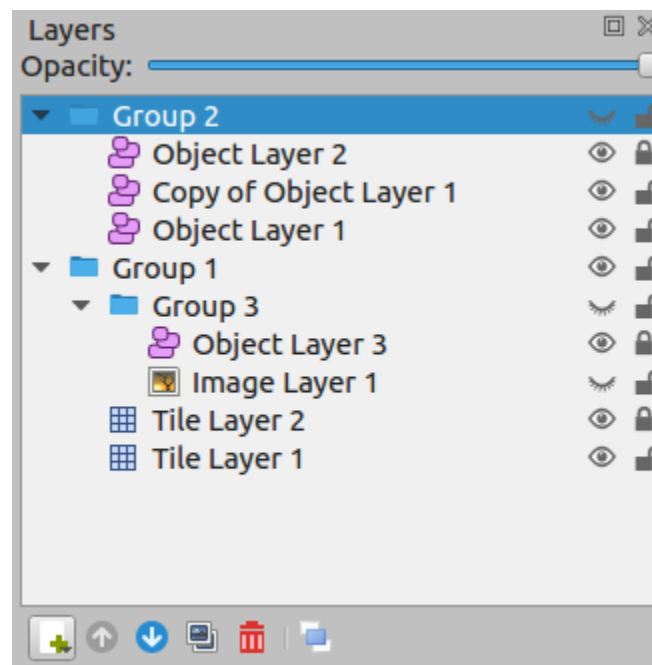 Layers
Opacity:
Group 2
Object Layer 2
Copy of Object Layer 1
Object Layer 1
Group 1
Group 3
Object Layer 3
Image Layer 1
Tile Layer 2
Tile Layer 1